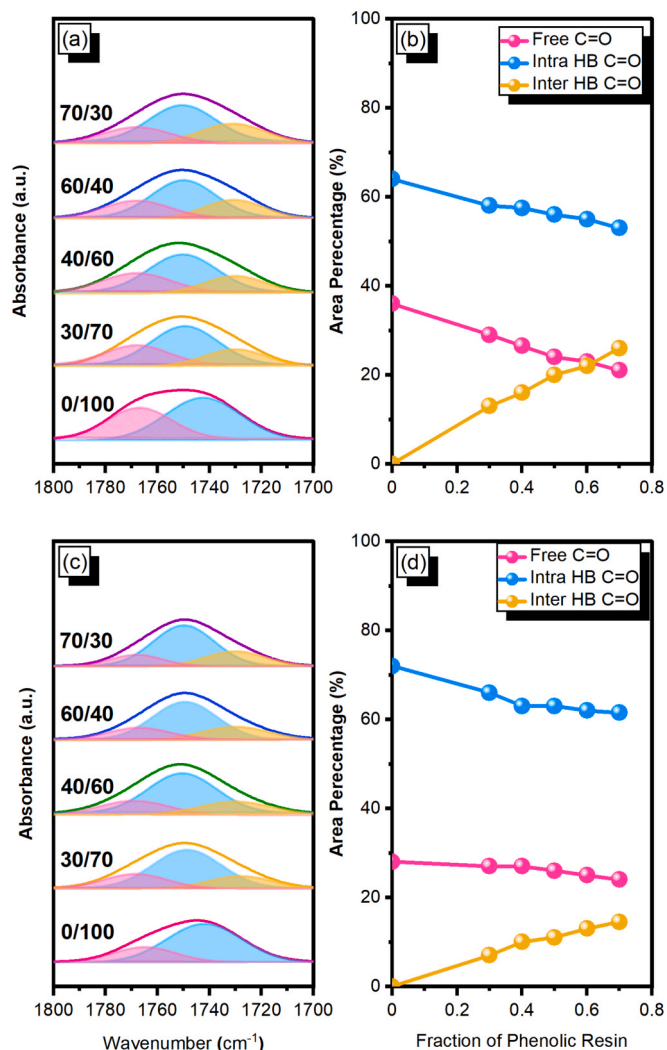 (a)
70/30
60/40
40/60
30/70
0/100
Absorbance (a.u.)
1800 1780 1760 1740 1720 1700
(b)
Free C=O
Intra HB C=O
Inter HB C=O
100
80
60
40
20
0
Area Perecentage (%)
0 0.2 0.4 0.6 0.8
(c)
70/30
60/40
40/60
30/70
0/100
Absorbance (a.u.)
1800 1780 1760 1740 1720 1700
Wavenumber (cm-1)
(d)
Free C=O
Intra HB C=O
Inter HB C=O
100
80
60
40
20
0
Area Perecentage (%)
0 0.2 0.4 0.6 0.8
Fraction of Phenolic Resin